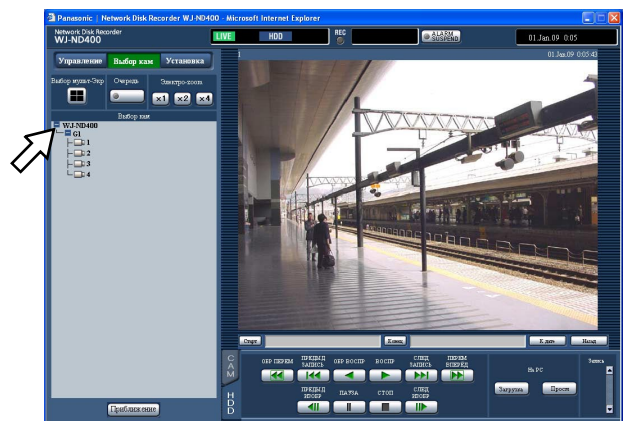 Panasonic | Network Disk Recorder WJ-ND400 - Microsoft Internet Explorer
Network Disk Recorder
WJ-ND400
LIVE HDD REC ALARM SUSPEND 01.Jan.09 0:05
Управление Выбор кам Установка
1 01.Jan.09 0:05:43
Выбор мульт-Экр Очередь Электро-zoom
x1 x2 x4
Выбор кам
WJ-ND400
G1
1
2
3
4
Приближение
Старт Конец К дате Назад
CAM
HDD
ОБР ПЕРЕМ ПРЕДЫД ЗАПИСЬ ОБР ВОСПР ВОСПР СЛЕД ЗАПИСЬ ПЕРЕМ ВПЕРЁД
ПРЕДЫД ИЗОБР ПАУЗА СТОП СЛЕД ИЗОБР
На PC
Загрузка Просм
Запись